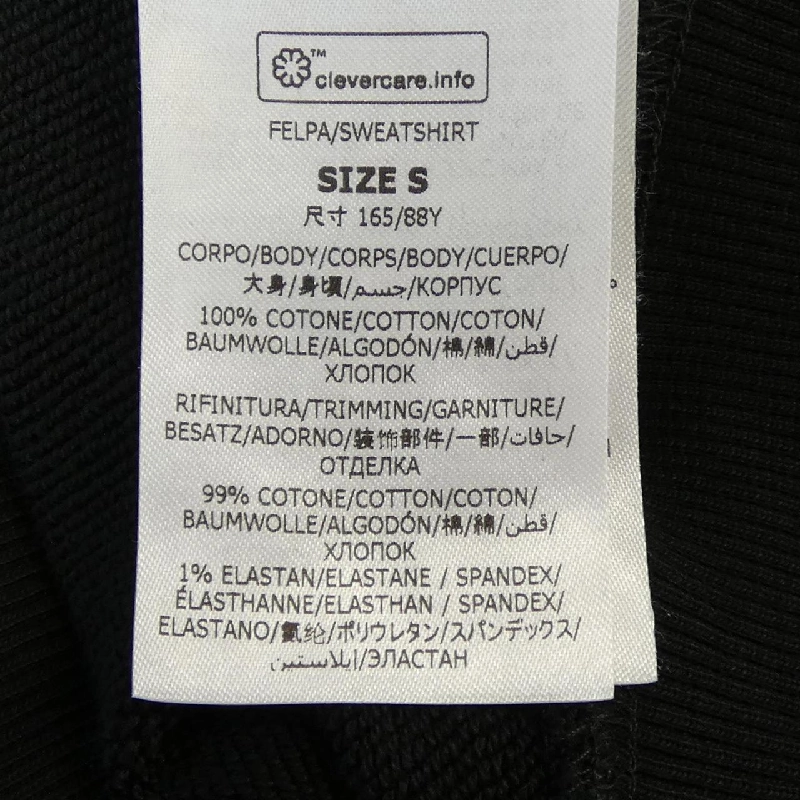 ™ clevercare.info
FELPA/SWEATSHIRT
SIZE S
尺寸 165/88Y
CORPO/BODY/CORPS/BODY/CUERPO/
大身/身頃/جسم/КОРПУС
100% COTONE/COTTON/COTON/
BAUMWOLLE/ALGODÓN/棉/綿/قطن/
ХЛОПОК
RIFINITURA/TRIMMING/GARNITURE/
BESATZ/ADORNO/装饰部件/一部/حافات/
ОТДЕЛКА
99% COTONE/COTTON/COTON/
BAUMWOLLE/ALGODÓN/棉/綿/قطن/
ХЛОПОК
1% ELASTAN/ELASTANE / SPANDEX/
ÉLASTHANNE/ELASTHAN / SPANDEX/
ELASTANO/氨纶/ポリウレタン/スパンデックス/
إيلاستين/ЭЛАСТАН